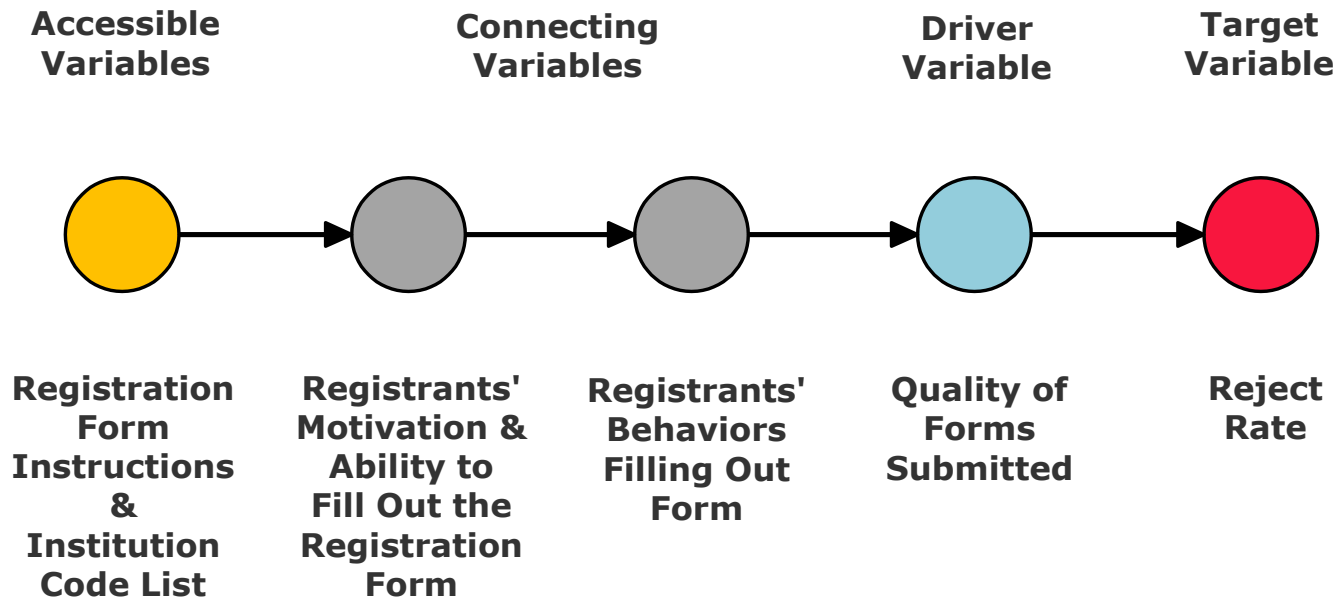 Accessible
Variables
Connecting
Variables
Driver
Variable
Target
Variable
Registration
Form
Instructions
&
Institution
Code List
Registrants'
Motivation &
Ability to
Fill Out the
Registration
Form
Registrants'
Behaviors
Filling Out
Form
Quality of
Forms
Submitted
Reject
Rate